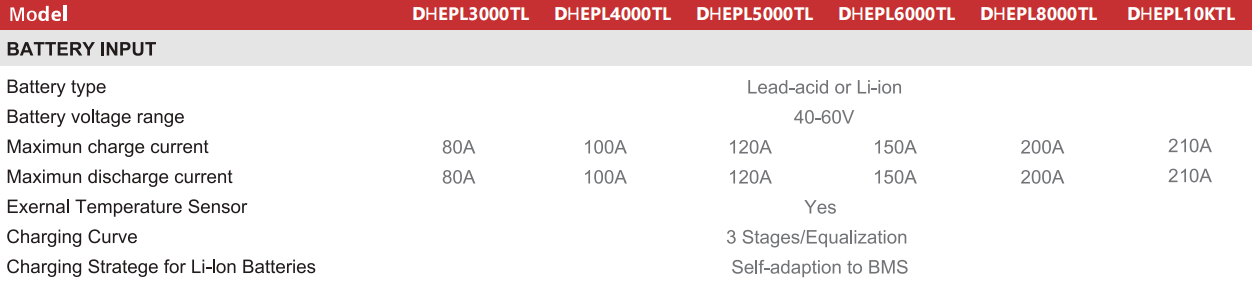 Model DHEPL3000TL DHEPL4000TL DHEPL5000TL DHEPL6000TL DHEPL8000TL DHEPL10KTL
BATTERY INPUT
Battery type Lead-acid or Li-ion
Battery voltage range 40-60V
Maximun charge current 80A 100A 120A 150A 200A 210A
Maximun discharge current 80A 100A 120A 150A 200A 210A
Exernal Temperature Sensor Yes
Charging Curve 3 Stages/Equalization
Charging Stratege for Li-Ion Batteries Self-adaption to BMS